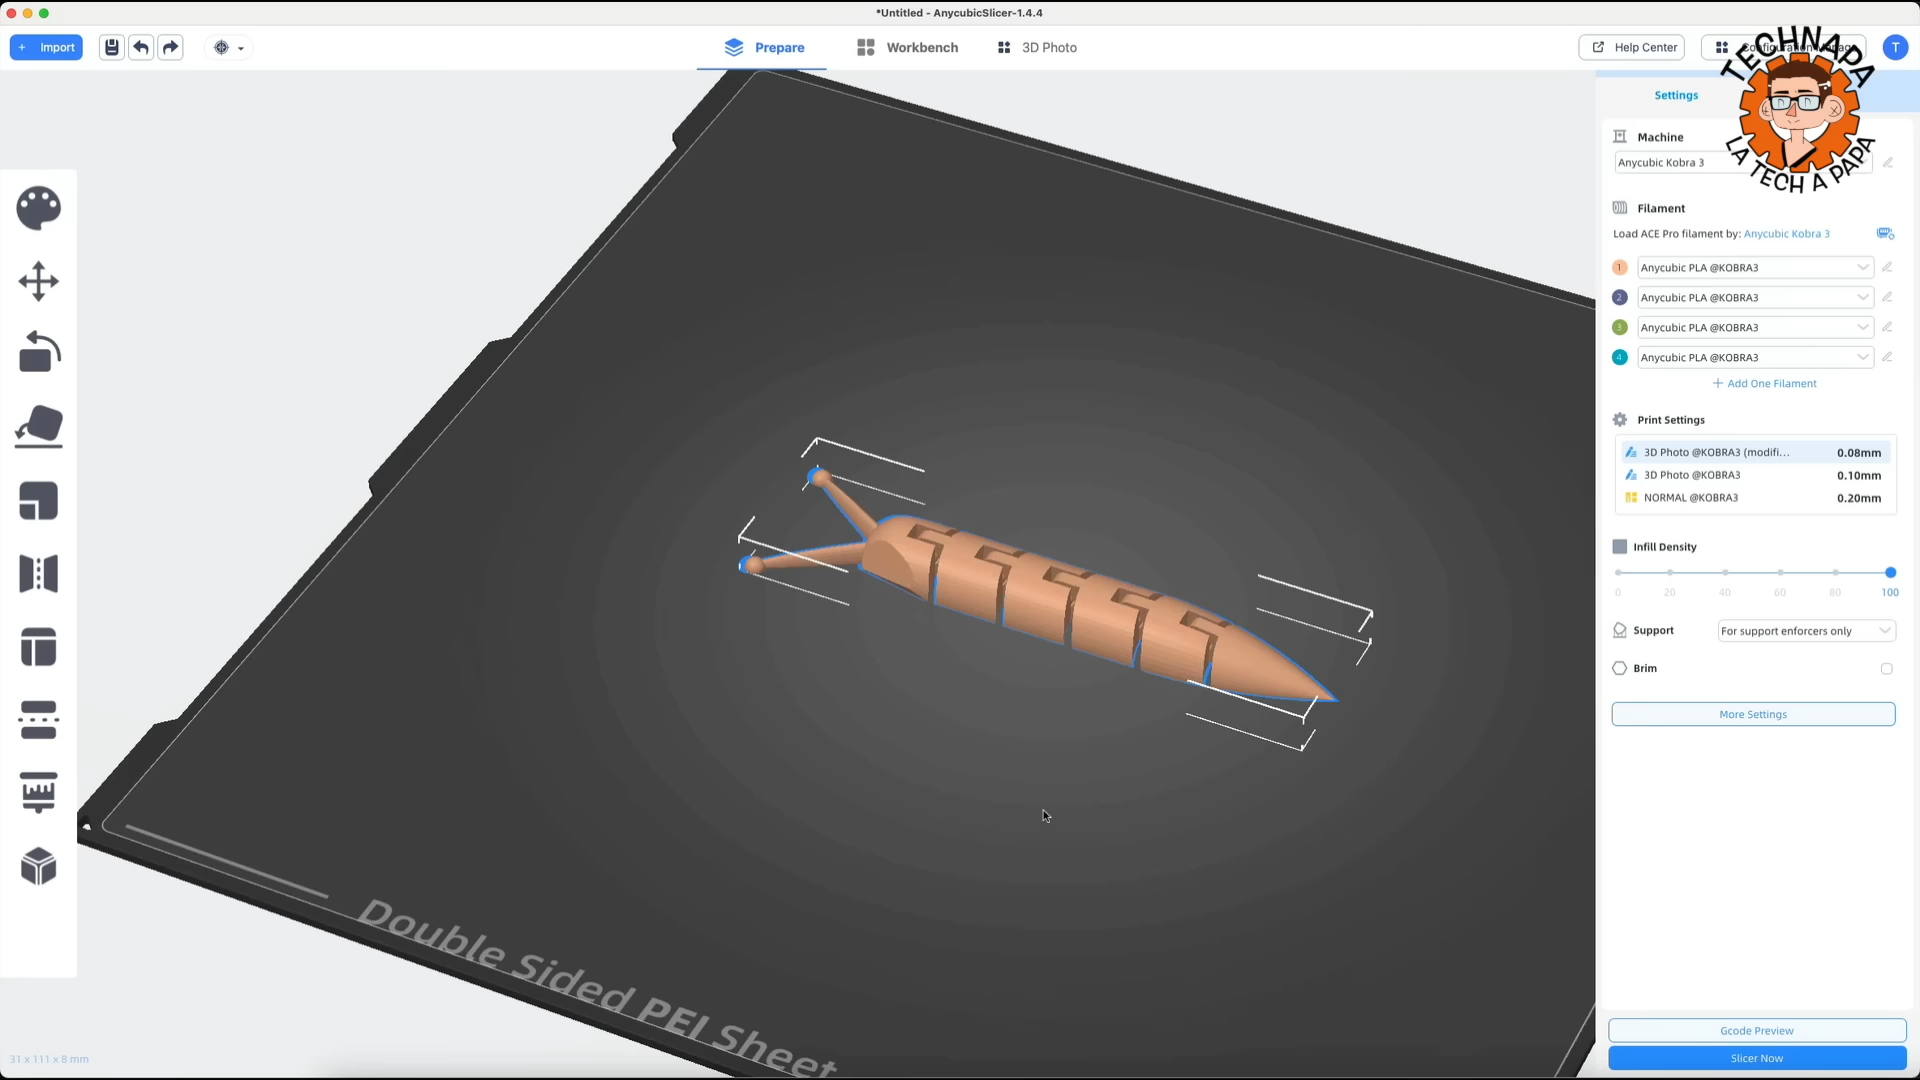 *Untitled - AnycubicSlicer-1.4.4
+ Import
Prepare
Workbench
3D Photo
Help Center
T
TECHNAPA
LA TECH A PAPA
Settings
Machine
Anycubic Kobra 3
Filament
Load ACE Pro filament by: Anycubic Kobra 3
1 Anycubic PLA @KOBRA3
2 Anycubic PLA @KOBRA3
3 Anycubic PLA @KOBRA3
4 Anycubic PLA @KOBRA3
+ Add One Filament
Print Settings
3D Photo @KOBRA3 (modifi... 0.08mm
3D Photo @KOBRA3 0.10mm
NORMAL @KOBRA3 0.20mm
Infill Density
0 20 40 60 80 100
Support For support enforcers only
Brim
More Settings
Double Sided PEI Sheet
31 x 111 x 8 mm
Gcode Preview
Slicer Now